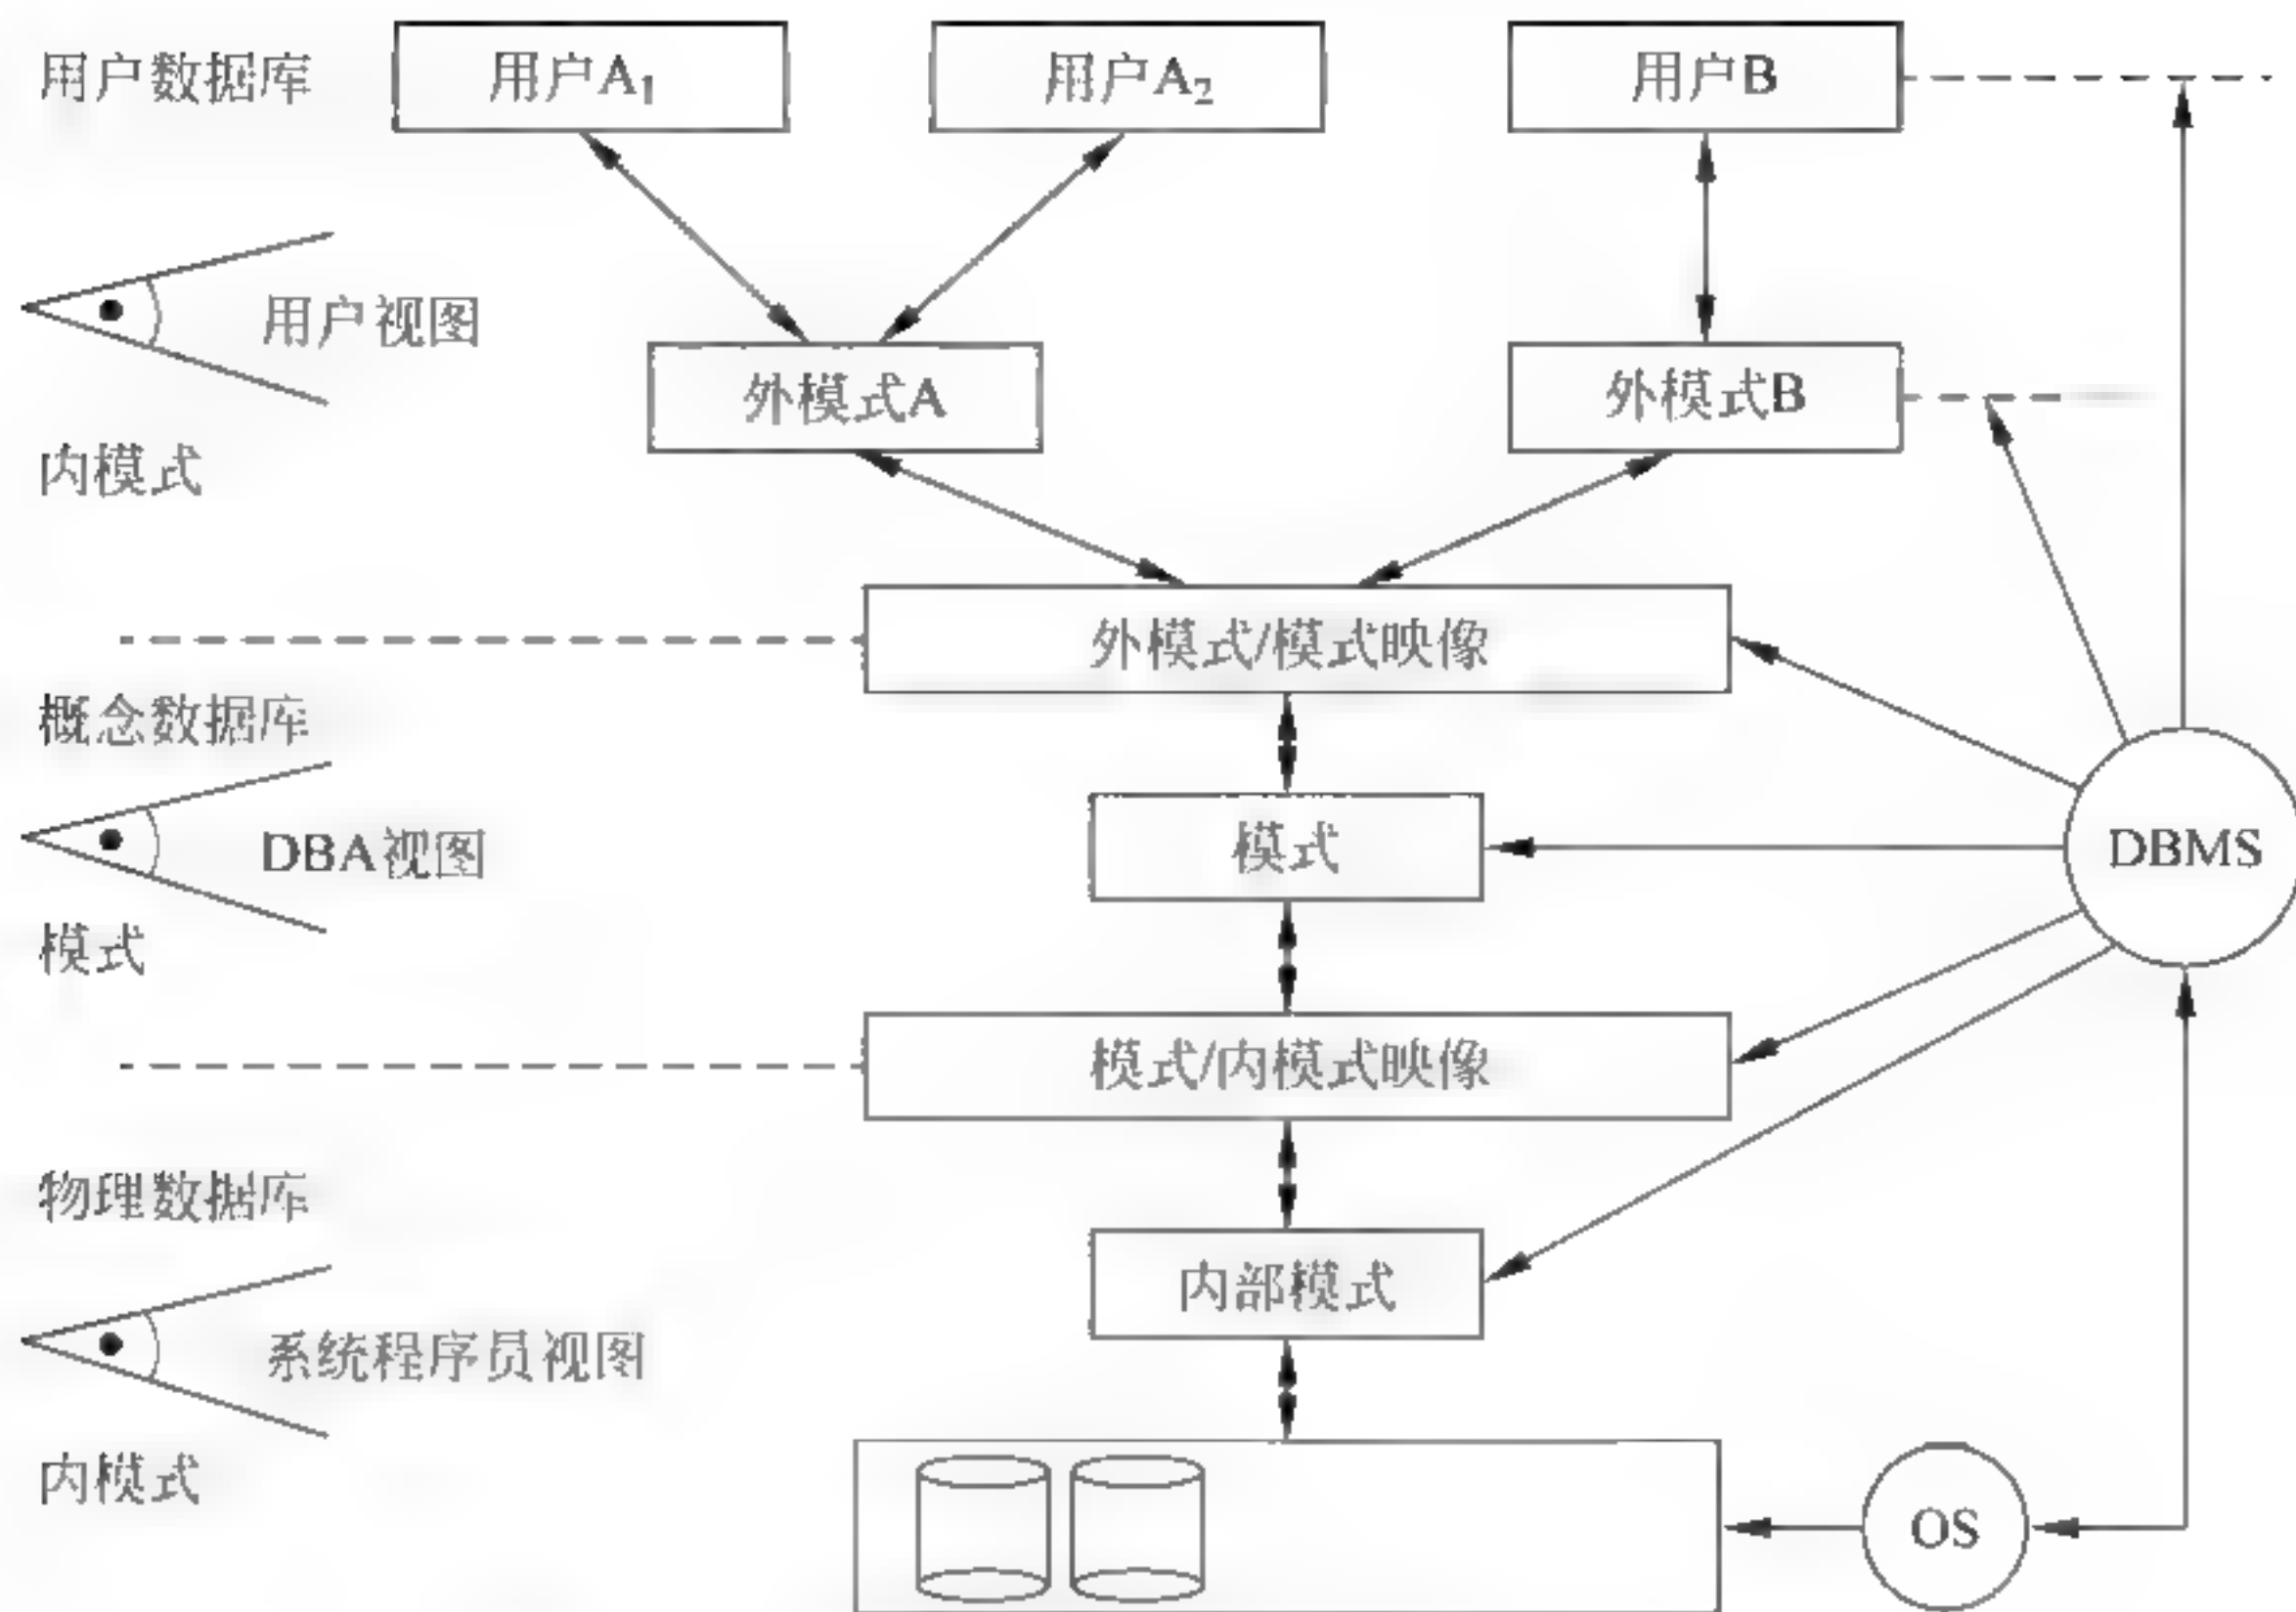 用户数据库
用户A₁
用户A₂
用户B
用户视图
外模式A
外模式B
内模式
外模式/模式映像
概念数据库
DBA视图
模式
DBMS
模式
模式/内模式映像
物理数据库
内部模式
系统程序员视图
内模式
OS